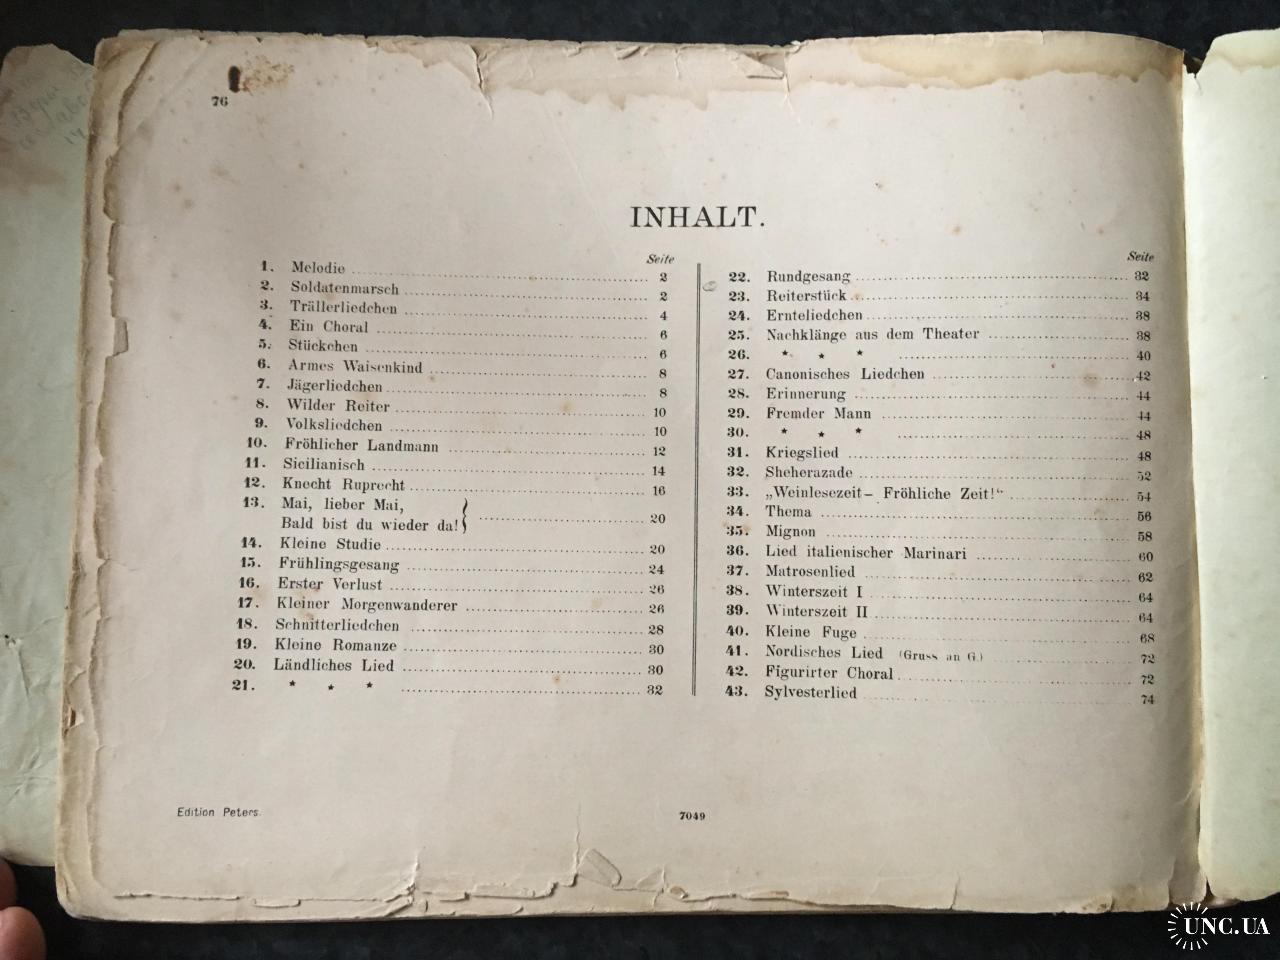 76
INHALT.
Seite
1. Melodie 2
2. Soldatenmarsch 2
3. Trällerliedchen 4
4. Ein Choral 6
5. Stückchen 6
6. Armes Waisenkind 8
7. Jägerliedchen 8
8. Wilder Reiter 10
9. Volksliedchen 10
10. Fröhlicher Landmann 12
11. Sicilianisch 14
12. Knecht Ruprecht 16
13. Mai, lieber Mai,
Bald bist du wieder da! 20
14. Kleine Studie 20
15. Frühlingsgesang 24
16. Erster Verlust 26
17. Kleiner Morgenwanderer 26
18. Schnitterliedchen 28
19. Kleine Romanze 30
20. Ländliches Lied 30
21. * * * 32
Seite
22. Rundgesang 32
23. Reiterstück 34
24. Ernteliedchen 38
25. Nachklänge aus dem Theater 38
26. * * * 40
27. Canonisches Liedchen 42
28. Erinnerung 44
29. Fremder Mann 44
30. * * * 48
31. Kriegslied 48
32. Sheherazade 52
33. „Weinlesezeit – Fröhliche Zeit!“ 54
34. Thema 56
35. Mignon 58
36. Lied italienischer Marinari 60
37. Matrosenlied 62
38. Winterszeit I 64
39. Winterszeit II 64
40. Kleine Fuge 68
41. Nordisches Lied (Gruss an G.) 72
42. Figurirter Choral 72
43. Sylvesterlied 74
Edition Peters.
7049
UNC.UA